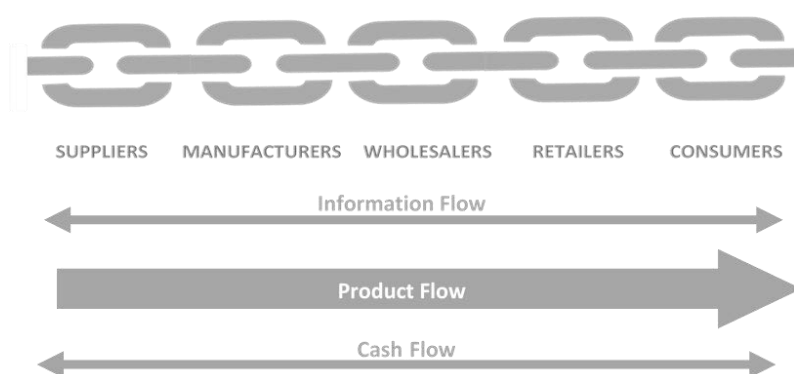 SUPPLIERS MANUFACTURERS WHOLESALERS RETAILERS CONSUMERS
Information Flow
Product Flow
Cash Flow